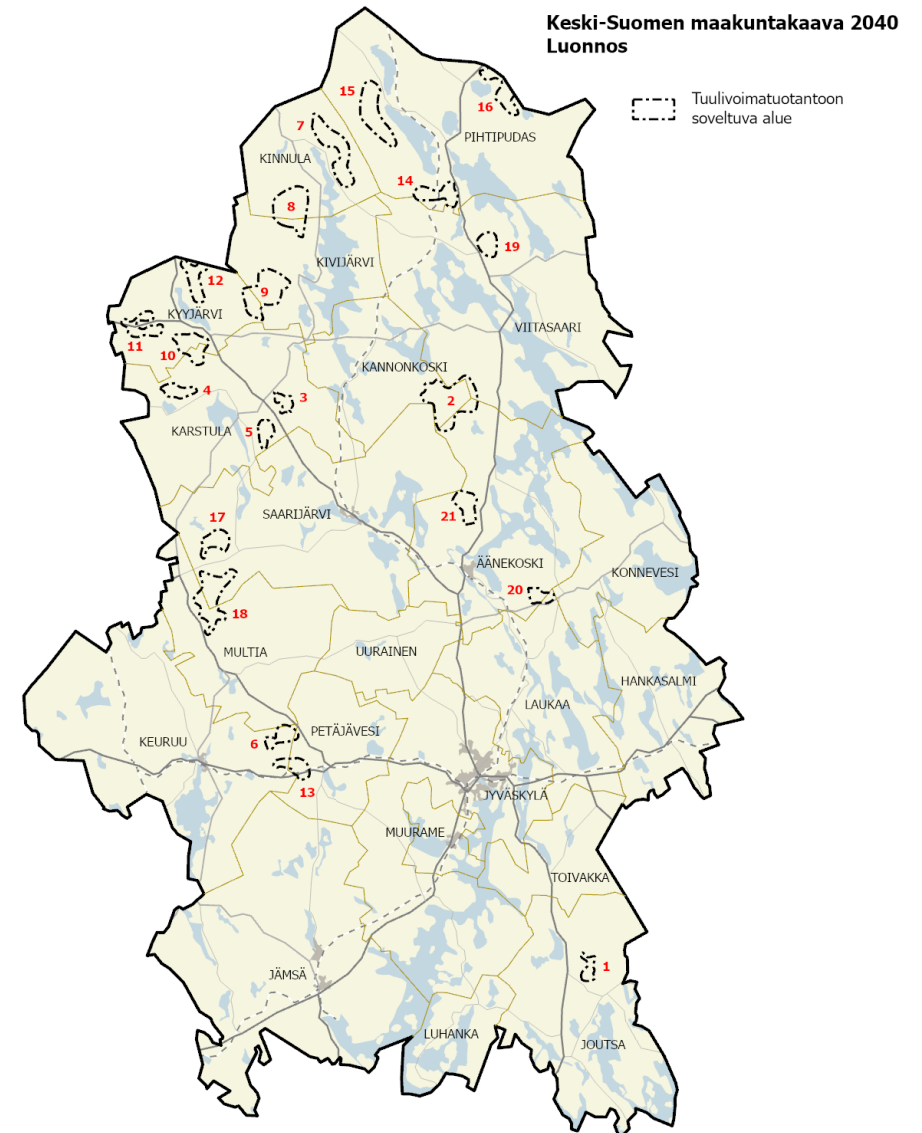 Keski-Suomen maakuntakaava 2040
Luonnos
Tuulivoimatuotantoon
soveltuva alue
15
16
7
PIHTIPUDAS
KINNULA
14
8
19
KIVIJÄRVI
12
9
KYYJÄRVI
VIITASAARI
11
10
KANNONKOSKI
4
3
2
KARSTULA
5
SAARIJÄRVI
17
21
ÄÄNEKOSKI
KONNEVESI
20
18
MULTIA
UURAINEN
HANKASALMI
LAUKAA
PETÄJÄVESI
KEURUU
6
13
JYVÄSKYLÄ
MUURAME
TOIVAKKA
1
JÄMSÄ
LUHANKA
JOUTSA